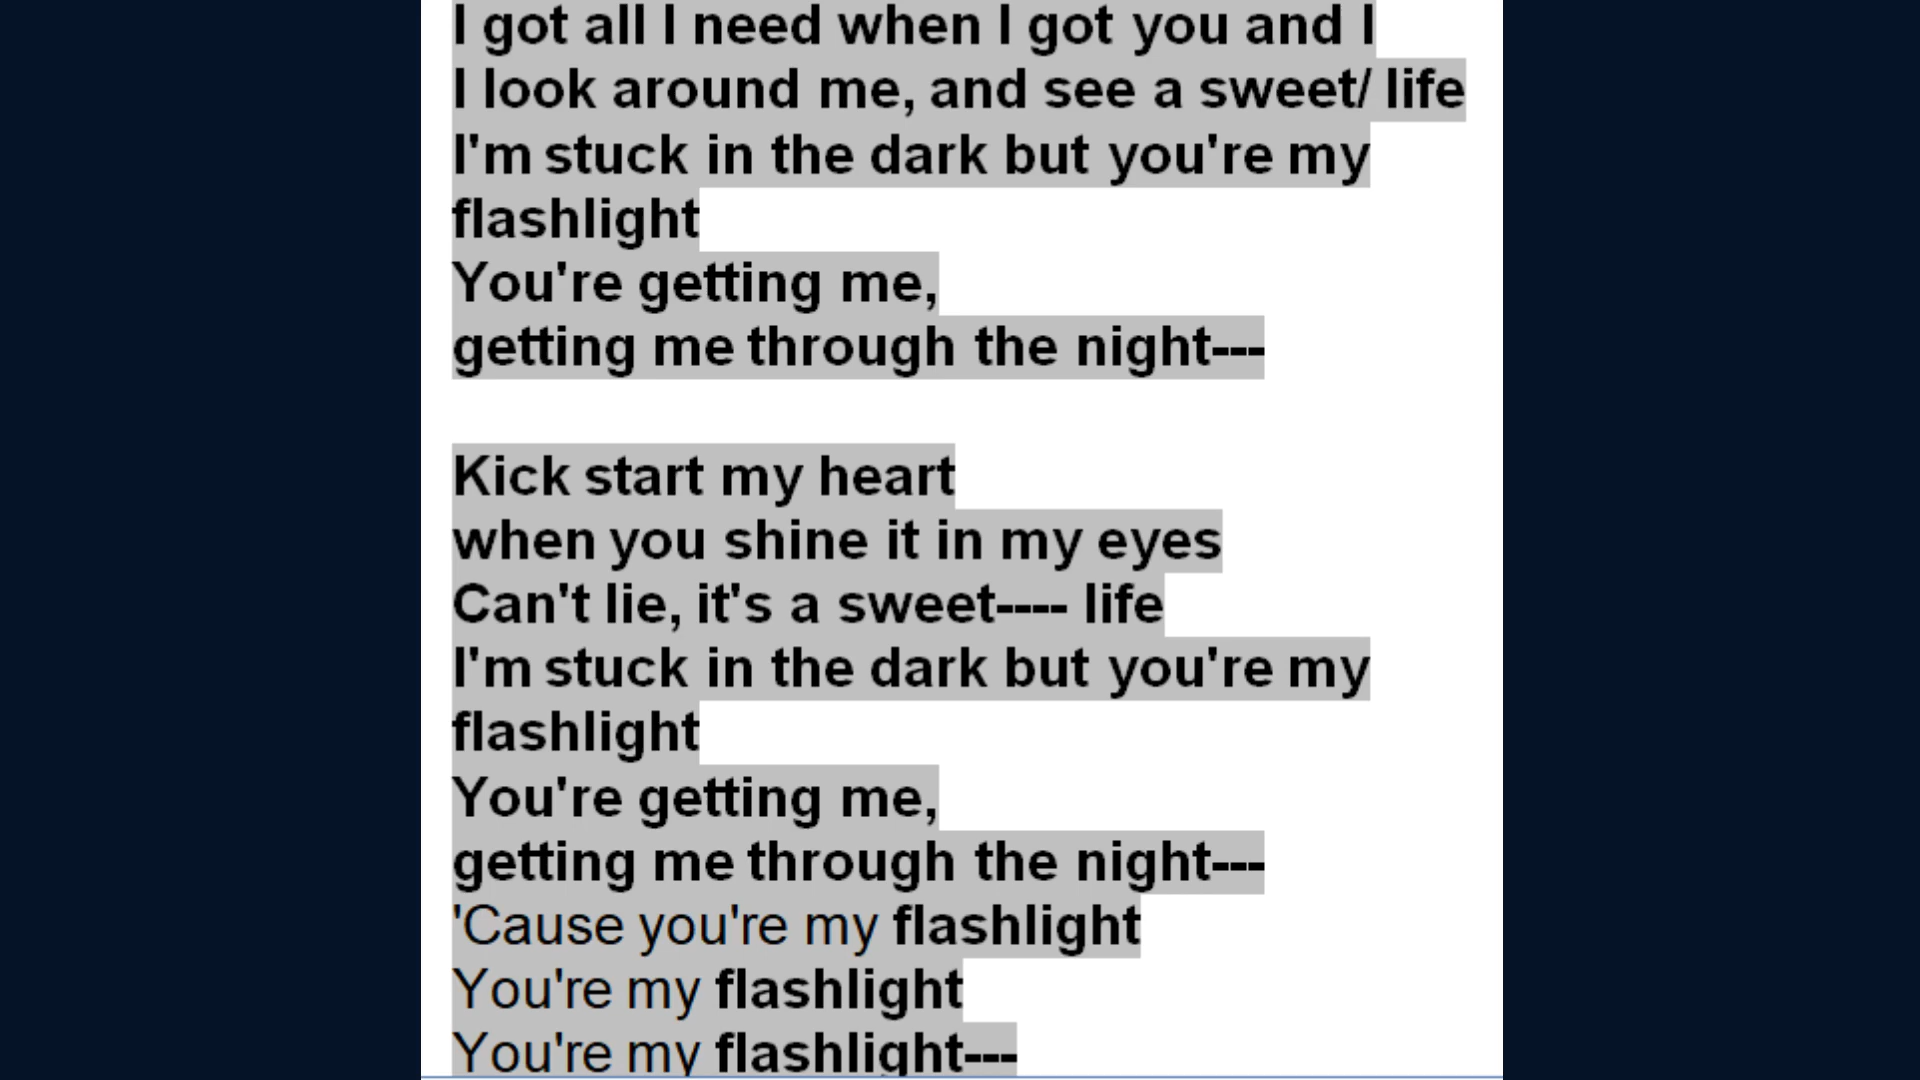 I got all I need when I got you and I
I look around me, and see a sweet/ life
I'm stuck in the dark but you're my
flashlight
You're getting me,
getting me through the night---
Kick start my heart
when you shine it in my eyes
Can't lie, it's a sweet---- life
I'm stuck in the dark but you're my
flashlight
You're getting me,
getting me through the night---
'Cause you're my flashlight
You're my flashlight
You're my flashlight---